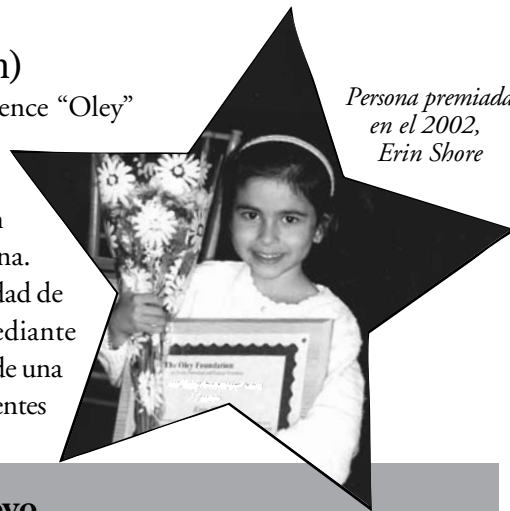 n)
ence “Oley”
Persona premiada
en el 2002,
Erin Shore
n
na.
dad de
ediante
de una
entes
The Oley Foundation
oyo